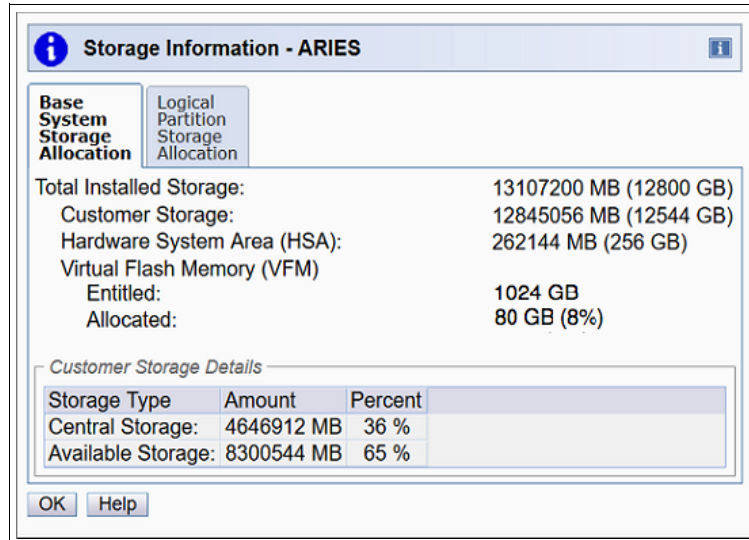 Storage Information - ARIES
Base System Storage Allocation
Logical Partition Storage Allocation
Total Installed Storage: 13107200 MB (12800 GB)
Customer Storage: 12845056 MB (12544 GB)
Hardware System Area (HSA): 262144 MB (256 GB)
Virtual Flash Memory (VFM)
Entitled: 1024 GB
Allocated: 80 GB (8%)
Customer Storage Details
Storage Type Amount Percent
Central Storage: 4646912 MB 36 %
Available Storage: 8300544 MB 65 %
OK Help